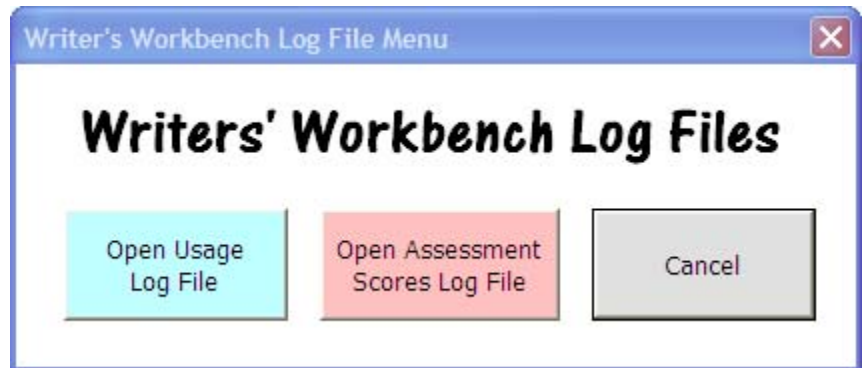 Writer's Workbench Log File Menu
Writers' Workbench Log Files
Open Usage
Log File
Open Assessment
Scores Log File
Cancel